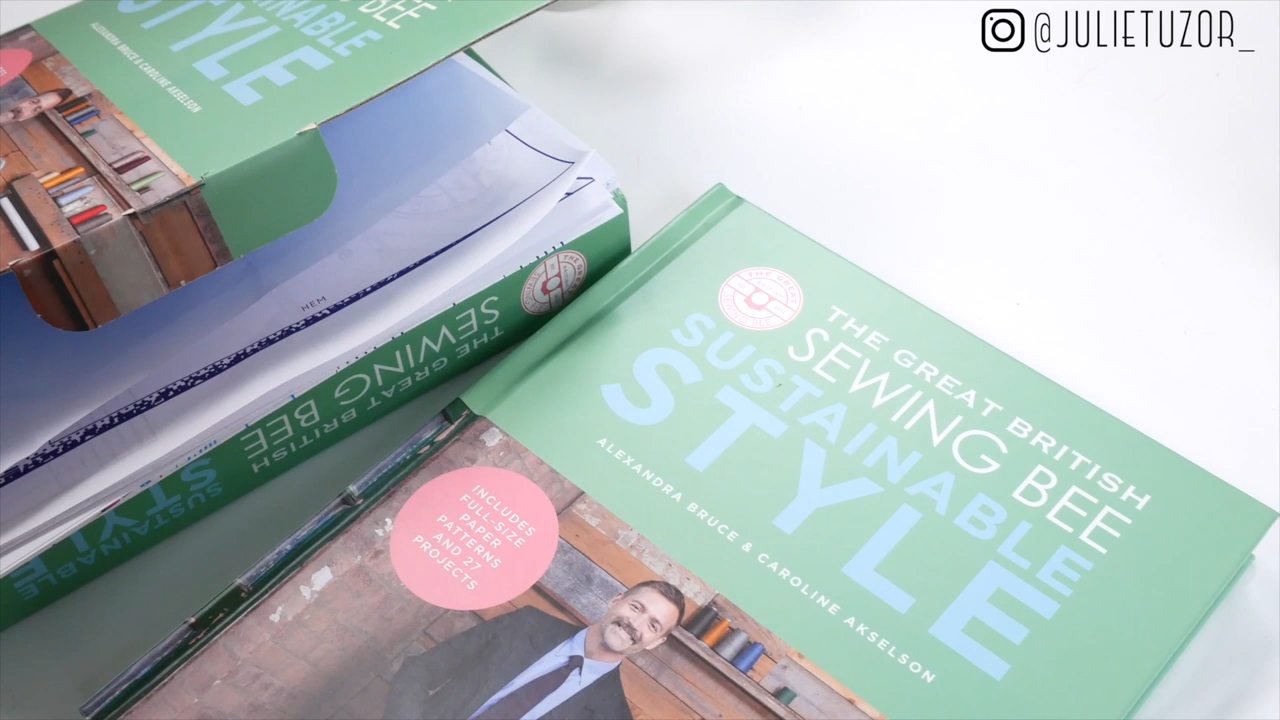 @JULIETUZOR_
BEE
SUSTAINABLE
STYLE
ALEXANDRA BRUCE & CAROLINE AKSELSON
HEM
THE GREAT BRITISH
SEWING BEE
SUSTAINABLE
STYLE
THE GREAT
SEWING BEE
THE GREAT BRITISH
SEWING BEE
SUSTAINABLE
STYLE
ALEXANDRA BRUCE & CAROLINE AKSELSON
INCLUDES
FULL-SIZE
PAPER
PATTERNS
AND 27
PROJECTS